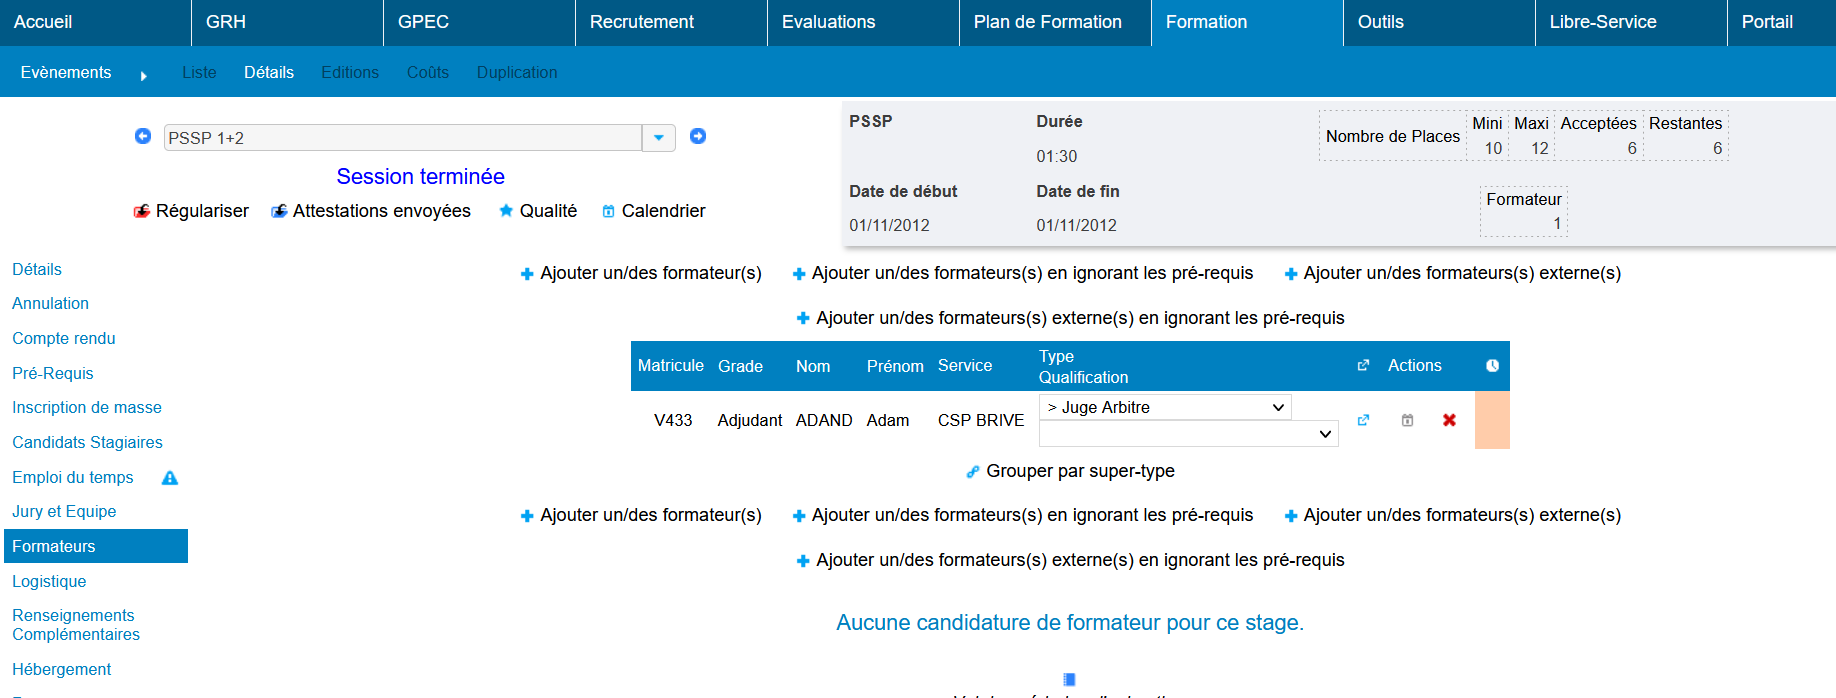 Accueil GRH GPEC Recrutement Evaluations Plan de Formation Formation Outils Libre-Service Portail
Evènements Liste Détails Editions Coûts Duplication
PSSP 1+2
Session terminée
Régulariser Attestations envoyées Qualité Calendrier
PSSP Durée
01:30
Date de début Date de fin
01/11/2012 01/11/2012
Nombre de Places Mini Maxi Acceptées Restantes
10 12 6 6
Formateur
1
Détails
Annulation
Compte rendu
Pré-Requis
Inscription de masse
Candidats Stagiaires
Emploi du temps
Jury et Equipe
Formateurs
Logistique
Renseignements
Complémentaires
Hébergement
Ajouter un/des formateur(s) Ajouter un/des formateurs(s) en ignorant les pré-requis Ajouter un/des formateurs(s) externe(s)
Ajouter un/des formateurs(s) externe(s) en ignorant les pré-requis
Matricule Grade Nom Prénom Service Type Qualification Actions
V433 Adjudant ADAND Adam CSP BRIVE > Juge Arbitre
Grouper par super-type
Ajouter un/des formateur(s) Ajouter un/des formateurs(s) en ignorant les pré-requis Ajouter un/des formateurs(s) externe(s)
Ajouter un/des formateurs(s) externe(s) en ignorant les pré-requis
Aucune candidature de formateur pour ce stage.